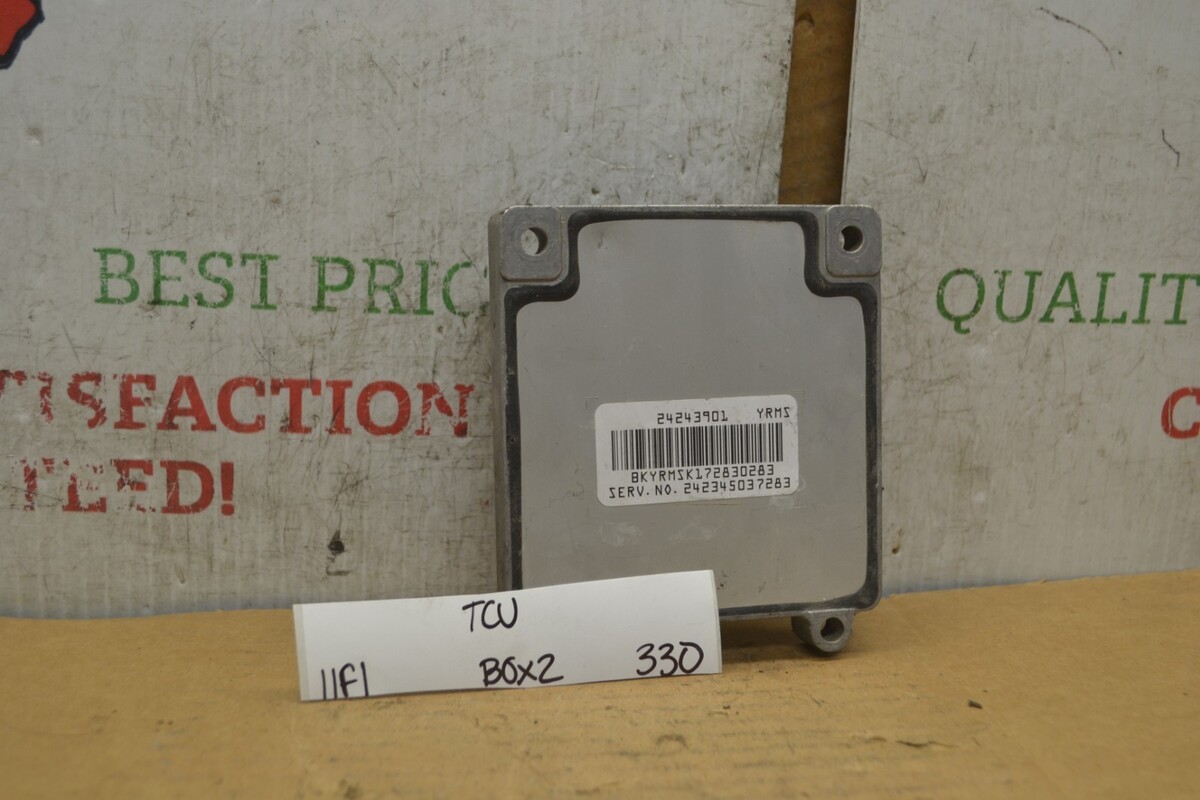 BEST PRIC
QUALIT
TISFACTION
C
TEED!
24243901 YRMS
BKYRMSK172830283
SERV. NO. 242345037283
TCU
11F1 BOX2 330